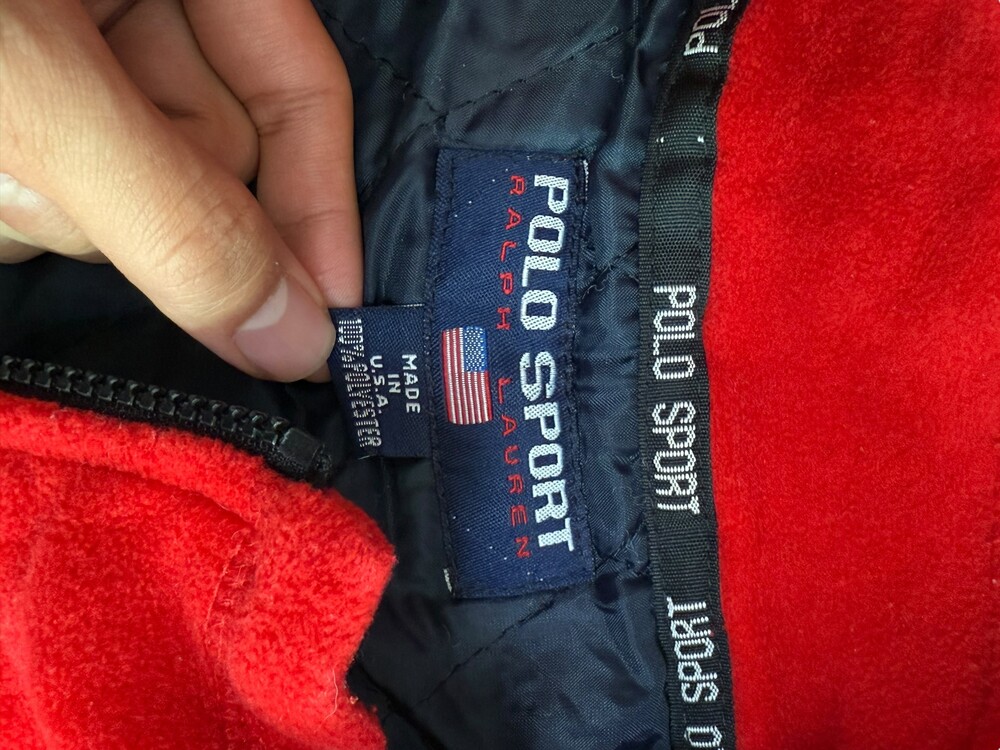 POLO SPORT
RALPH LAUREN
MADE
IN
U.S.A.
100% POLYESTER
POLO
POLO SPORT
O SPORT